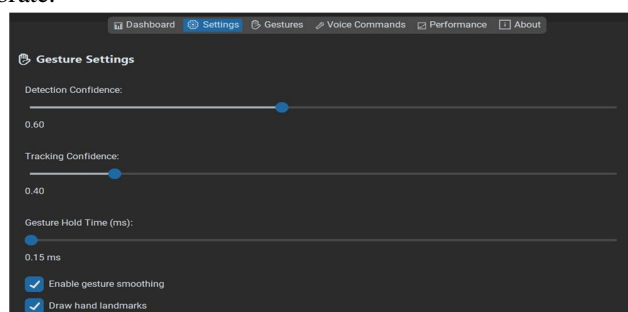 Dashboard Settings Gestures Voice Commands Performance About
Gesture Settings
Detection Confidence:
0.60
Tracking Confidence:
0.40
Gesture Hold Time (ms):
0.15 ms
Enable gesture smoothing
Draw hand landmarks